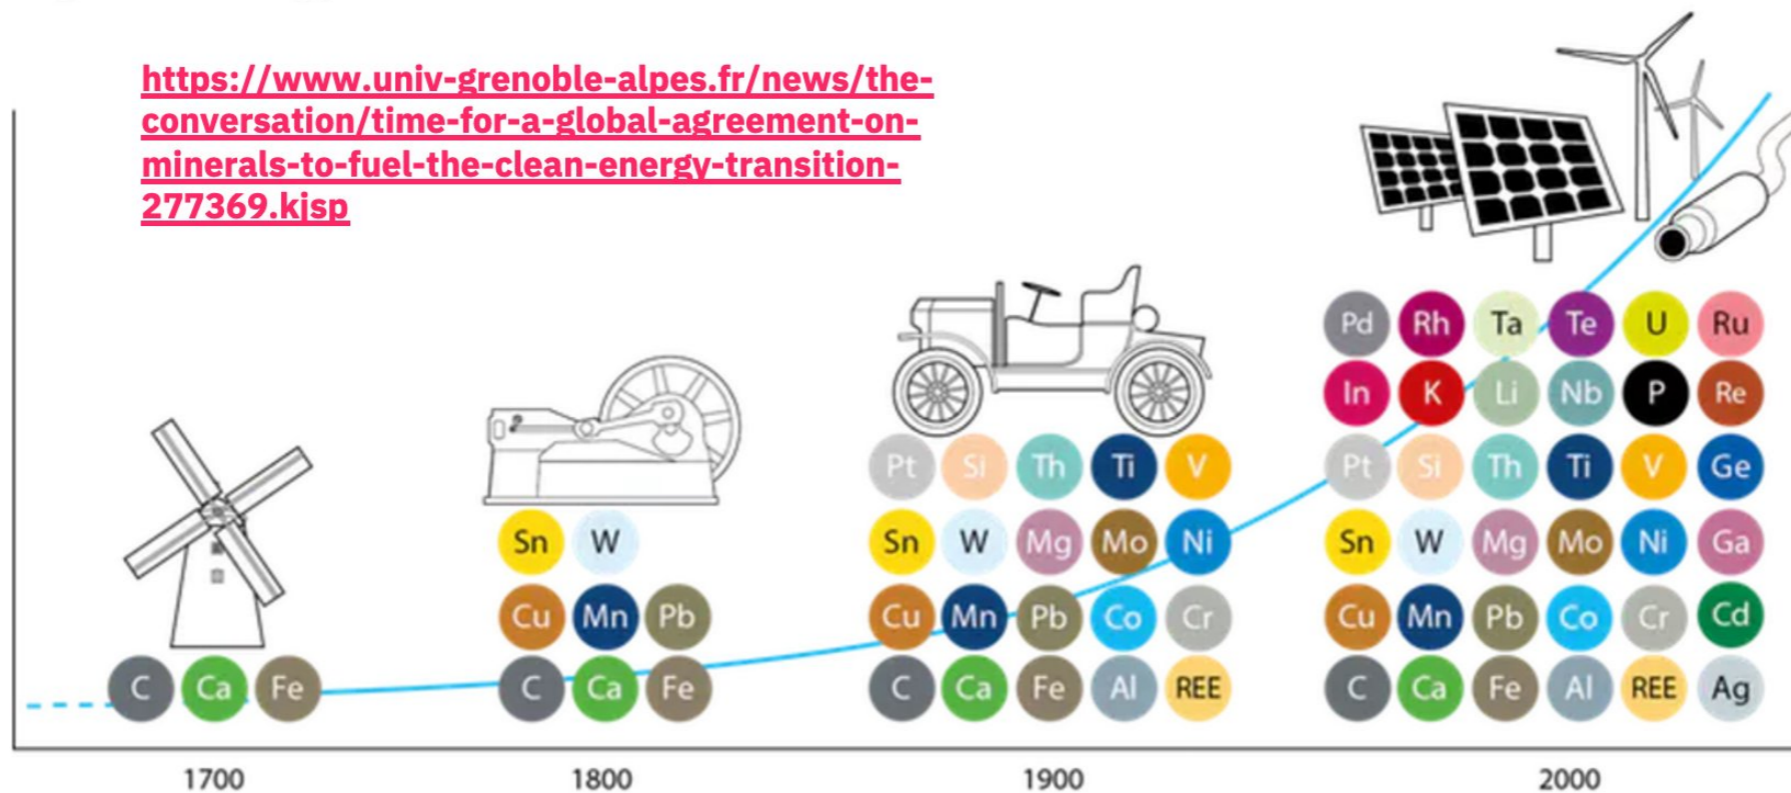 https://www.univ-grenoble-alpes.fr/news/the-
conversation/time-for-a-global-agreement-on-
minerals-to-fuel-the-clean-energy-transition-
277369.kjsp
Pd Rh Ta Te U Ru
In K Li Nb P Re
Pt Si Th Ti V
Pt Si Th Ti V Ge
Sn W
Sn W Mg Mo Ni
Sn W Mg Mo Ni Ga
Cu Mn Pb
Cu Mn Pb Co Cr
Cu Mn Pb Co Cr Cd
C Ca Fe
C Ca Fe
C Ca Fe Al REE
C Ca Fe Al REE Ag
1700 1800 1900 2000